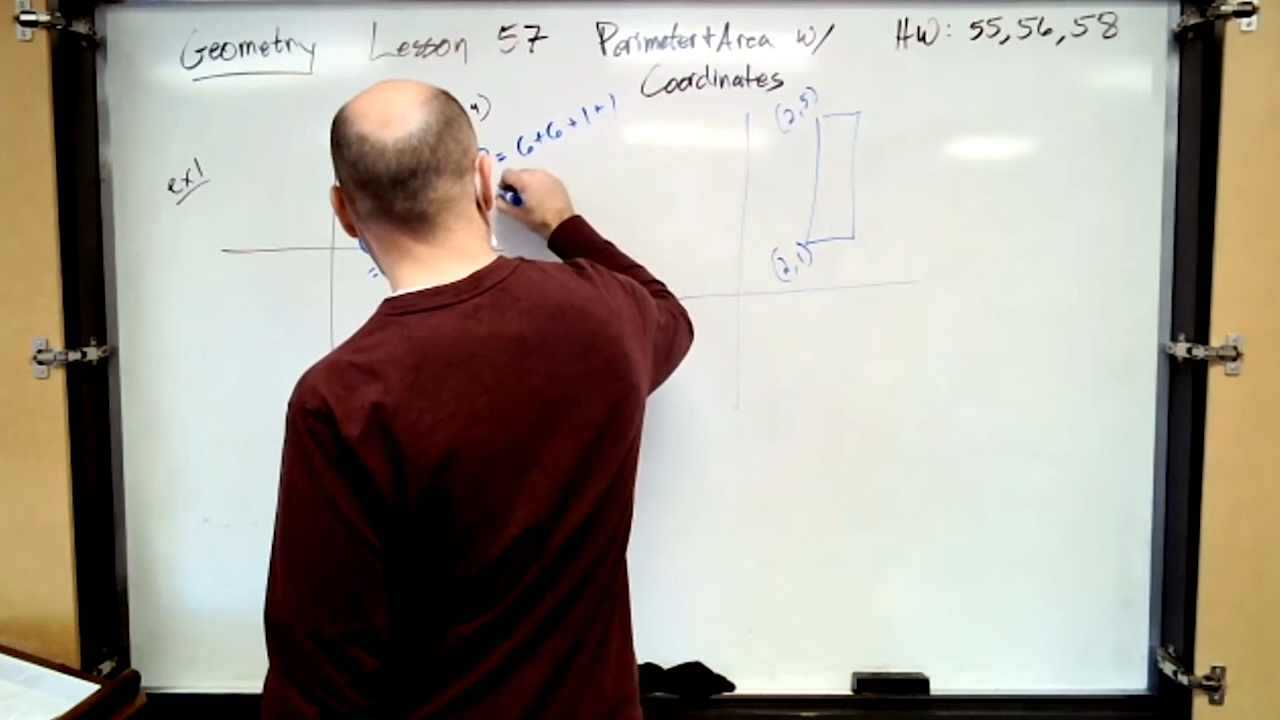 Geometry Lesson 57 Perimeter + Area w/ HW: 55, 56, 58
Coordinates
4)
= 6+6+1+1
(2,5)
ex1
(2,1)
=